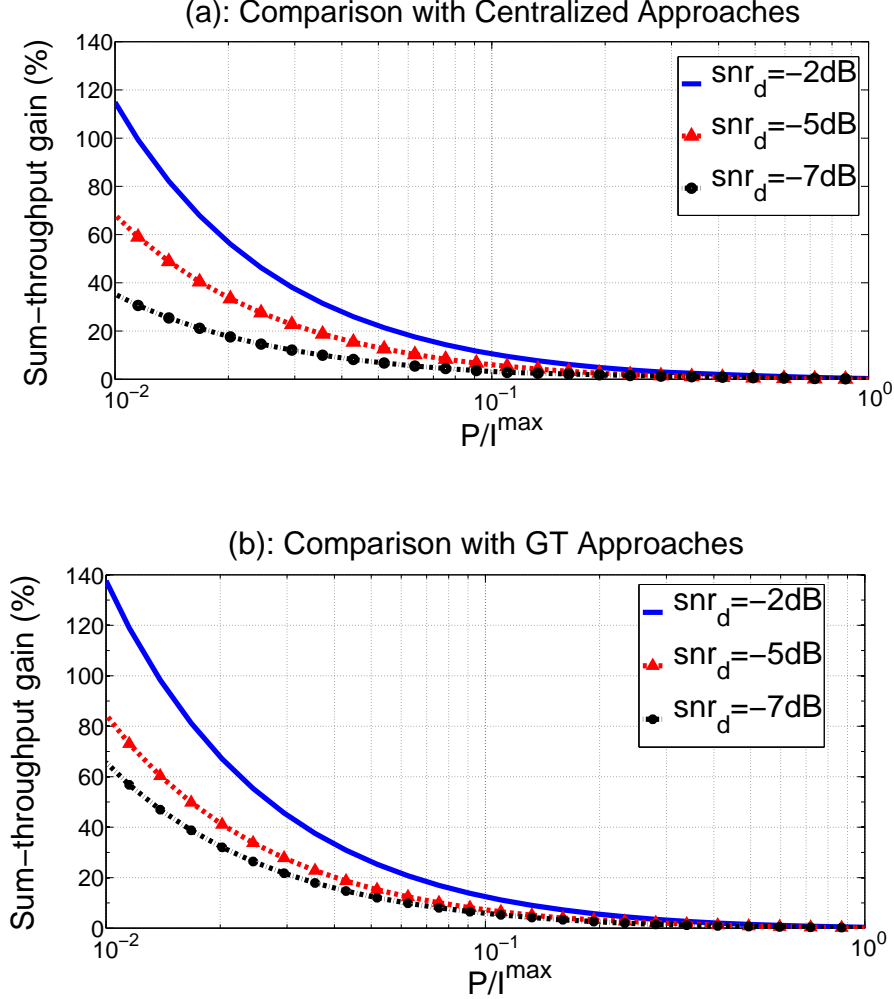 (a): Comparison with Centralized Approaches
Sum−throughput gain (%)
140
120
100
80
60
40
20
0
snr_d=−2dB
snr_d=−5dB
snr_d=−7dB
10^−2
10^−1
10^0
P/I^max
(b): Comparison with GT Approaches
Sum−throughput gain (%)
140
120
100
80
60
40
20
0
snr_d=−2dB
snr_d=−5dB
snr_d=−7dB
10^−2
10^−1
10^0
P/I^max